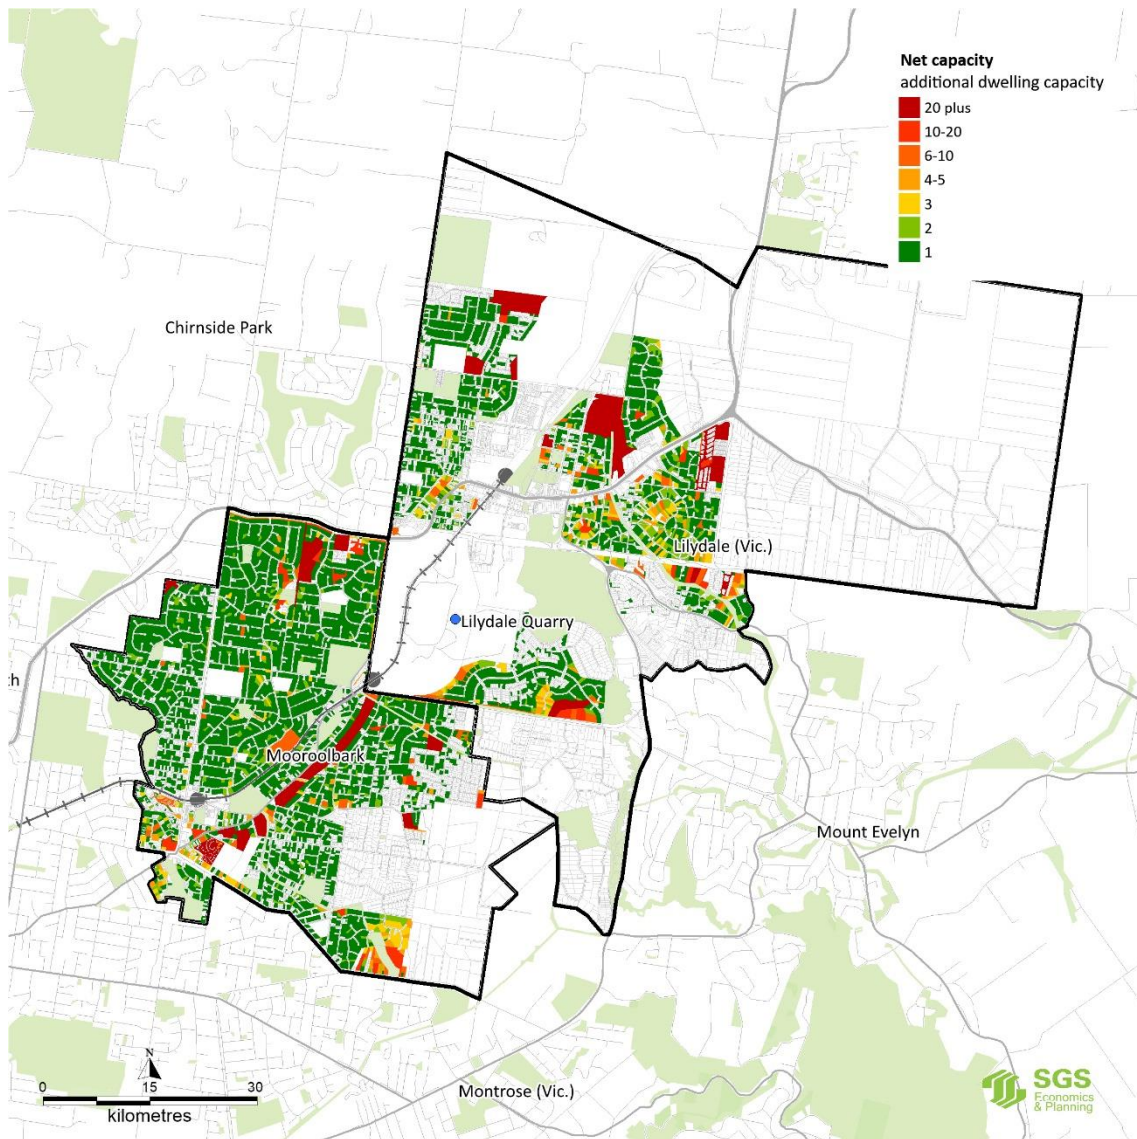 Net capacity
additional dwelling capacity
20 plus
10-20
6-10
4-5
3
2
1
Chirnside Park
Lilydale (Vic.)
Lilydale Quarry
th
Mooroolbark
Mount Evelyn
Montrose (Vic.)
N
0 15 30
kilometres
SGS
Economics
& Planning